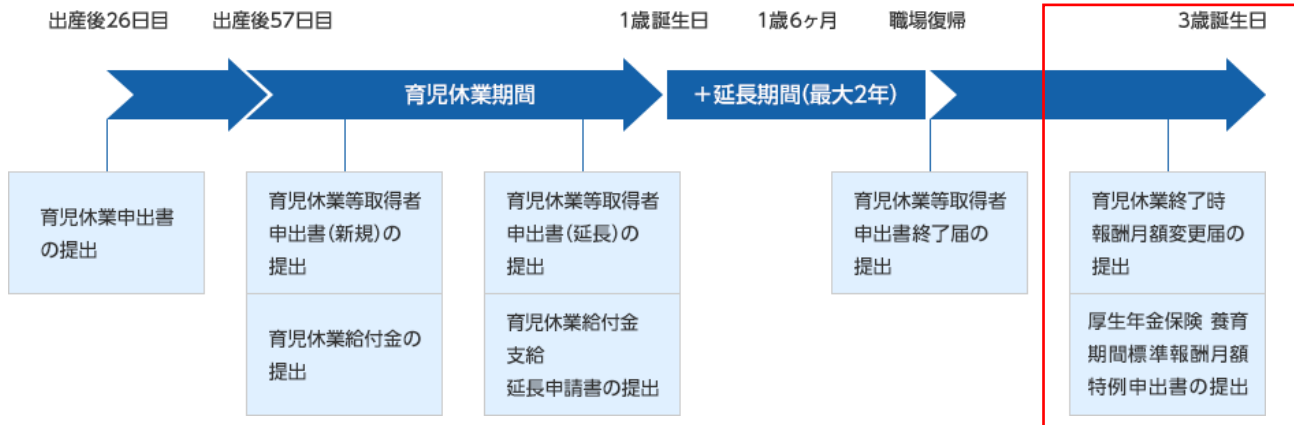 出産後26日目
出産後57日目
1歳誕生日
1歳6ヶ月
職場復帰
3歳誕生日
育児休業期間
＋延長期間(最大2年)
育児休業申出書
の提出
育児休業等取得者
申出書(新規)の
提出
育児休業給付金の
提出
育児休業等取得者
申出書(延長)の
提出
育児休業給付金
支給
延長申請書の提出
育児休業等取得者
申出書終了届の
提出
育児休業終了時
報酬月額変更届の
提出
厚生年金保険 養育
期間標準報酬月額
特例申出書の提出